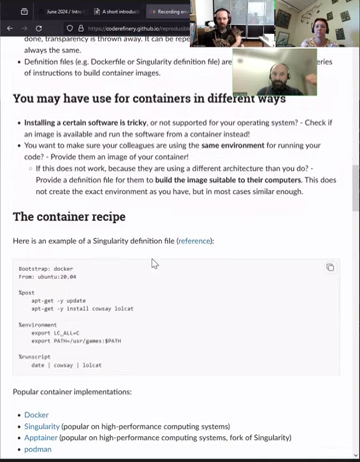 June 2024 / Intro
A short introduct
Recording en
https://coderefinery.github.io/reproducib
done, transparency is thrown away. It can be repe
always the same.
• Definition files (e.g. Dockerfile or Singularity definition file) are
eries
of instructions to build container images.
You may have use for containers in different ways
• Installing a certain software is tricky, or not supported for your operating system? - Check if
an image is available and run the software from a container instead!
• You want to make sure your colleagues are using the same environment for running your
code? - Provide them an image of your container!
◦ If this does not work, because they are using a different architecture than you do? -
Provide a definition file for them to build the image suitable to their computers. This does
not create the exact environment as you have, but in most cases similar enough.
The container recipe
Here is an example of a Singularity definition file (reference):
Bootstrap: docker
From: ubuntu:20.04
%post
apt-get -y update
apt-get -y install cowsay lolcat
%environment
export LC_ALL=C
export PATH=/usr/games:$PATH
%runscript
date | cowsay | lolcat
Popular container implementations:
• Docker
• Singularity (popular on high-performance computing systems)
• Apptainer (popular on high-performance computing systems, fork of Singularity)
• podman